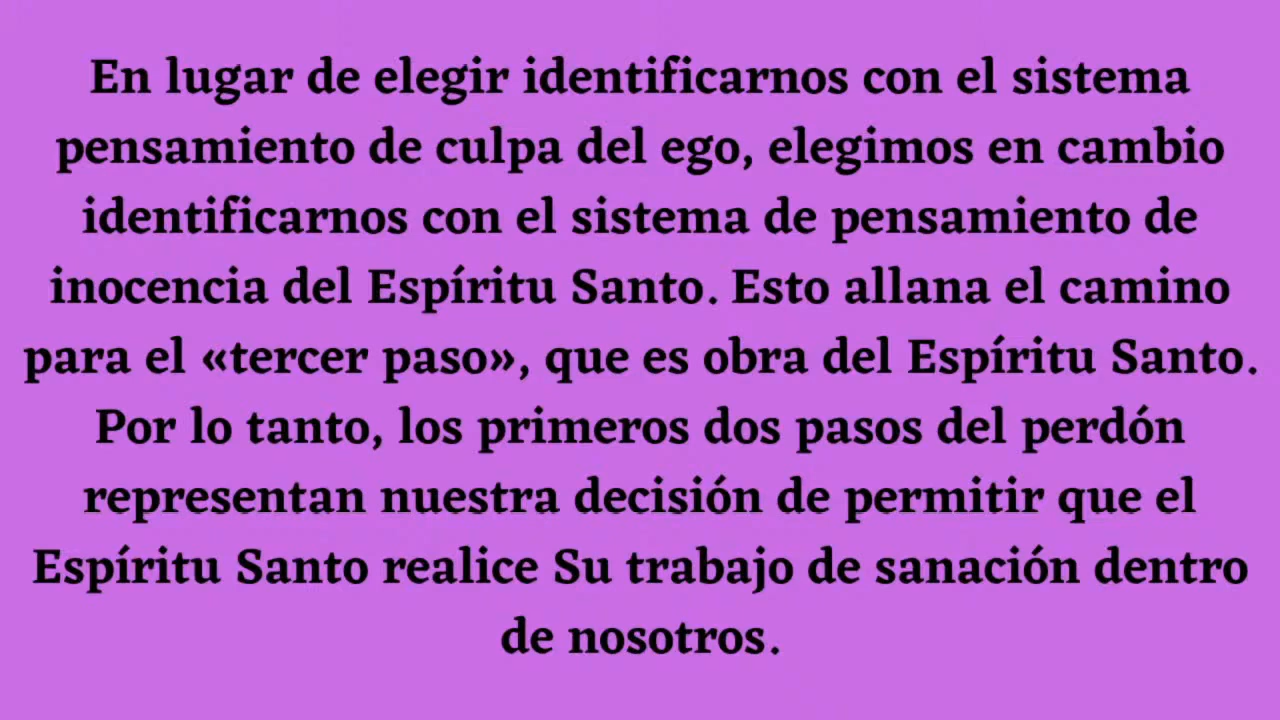 En lugar de elegir identificarnos con el sistema
pensamiento de culpa del ego, elegimos en cambio
identificarnos con el sistema de pensamiento de
inocencia del Espíritu Santo. Esto allana el camino
para el «tercer paso», que es obra del Espíritu Santo.
Por lo tanto, los primeros dos pasos del perdón
representan nuestra decisión de permitir que el
Espíritu Santo realice Su trabajo de sanación dentro
de nosotros.